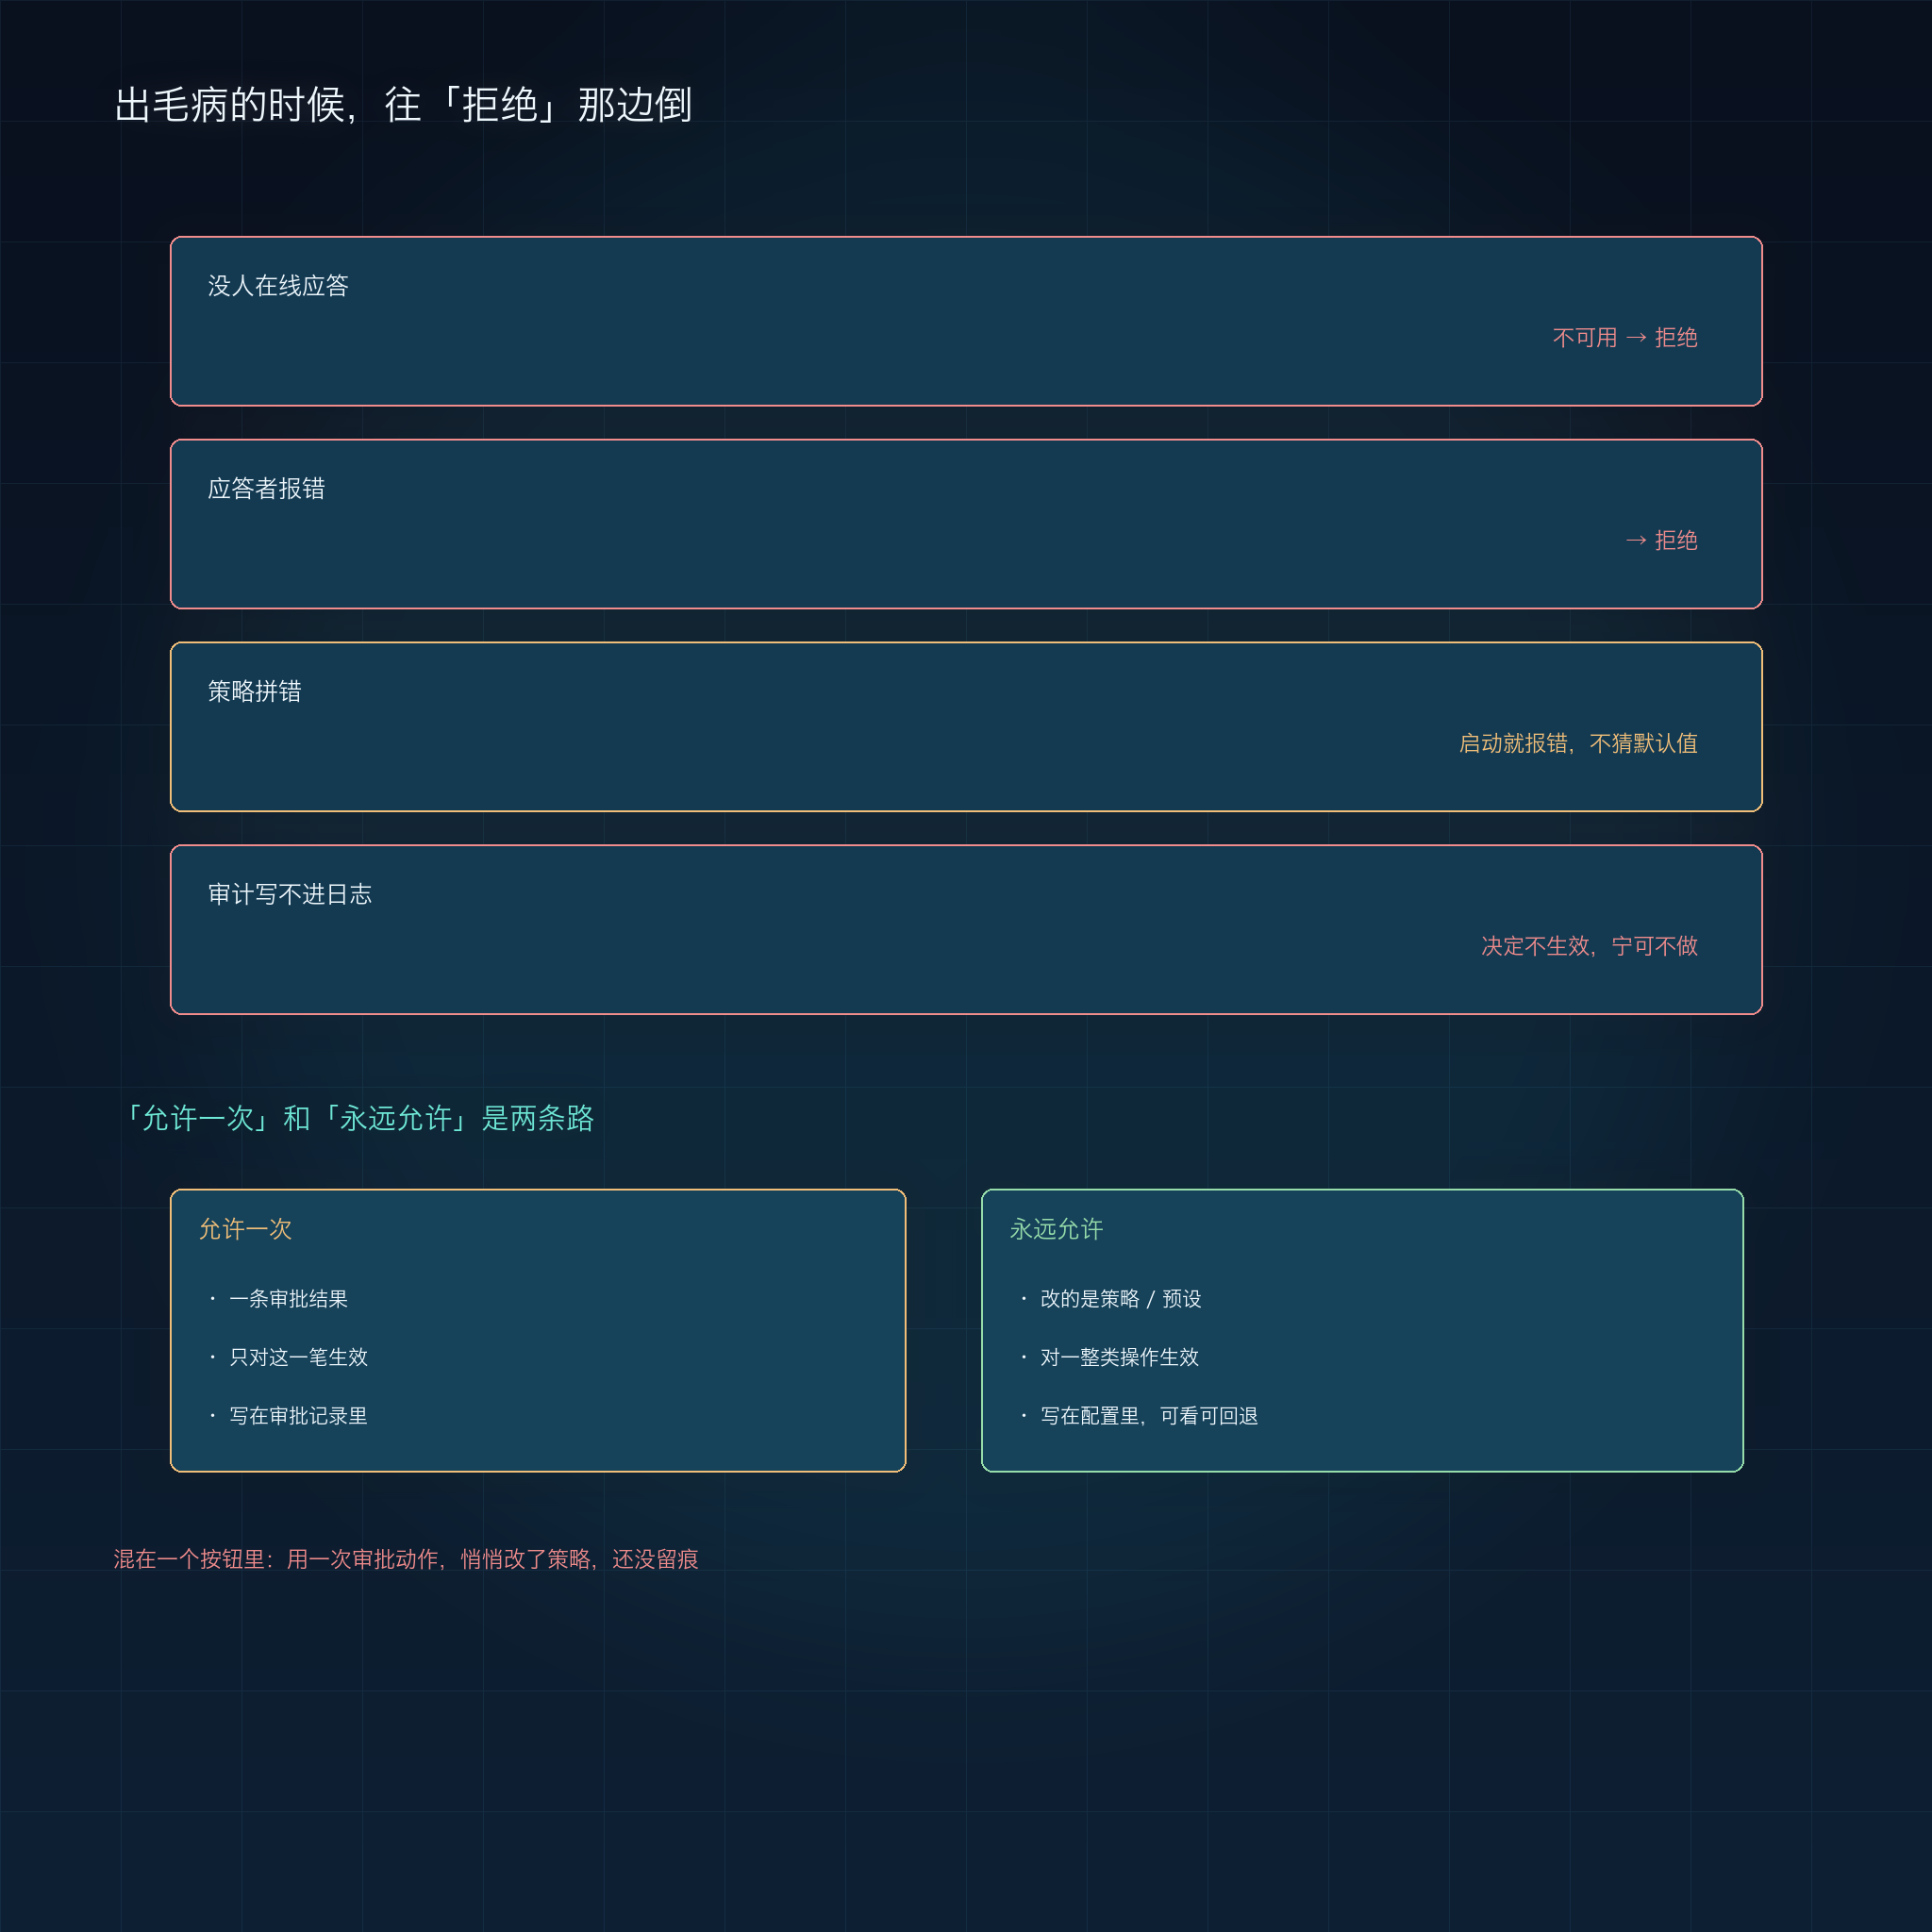 出毛病的时候，往「拒绝」那边倒
没人在线应答
不可用 → 拒绝
应答者报错
→ 拒绝
策略拼错
启动就报错，不猜默认值
审计写不进日志
决定不生效，宁可不做
「允许一次」和「永远允许」是两条路
允许一次
· 一条审批结果
· 只对这一笔生效
· 写在审批记录里
永远允许
· 改的是策略 / 预设
· 对一整类操作生效
· 写在配置里，可看可回退
混在一个按钮里：用一次审批动作，悄悄改了策略，还没留痕